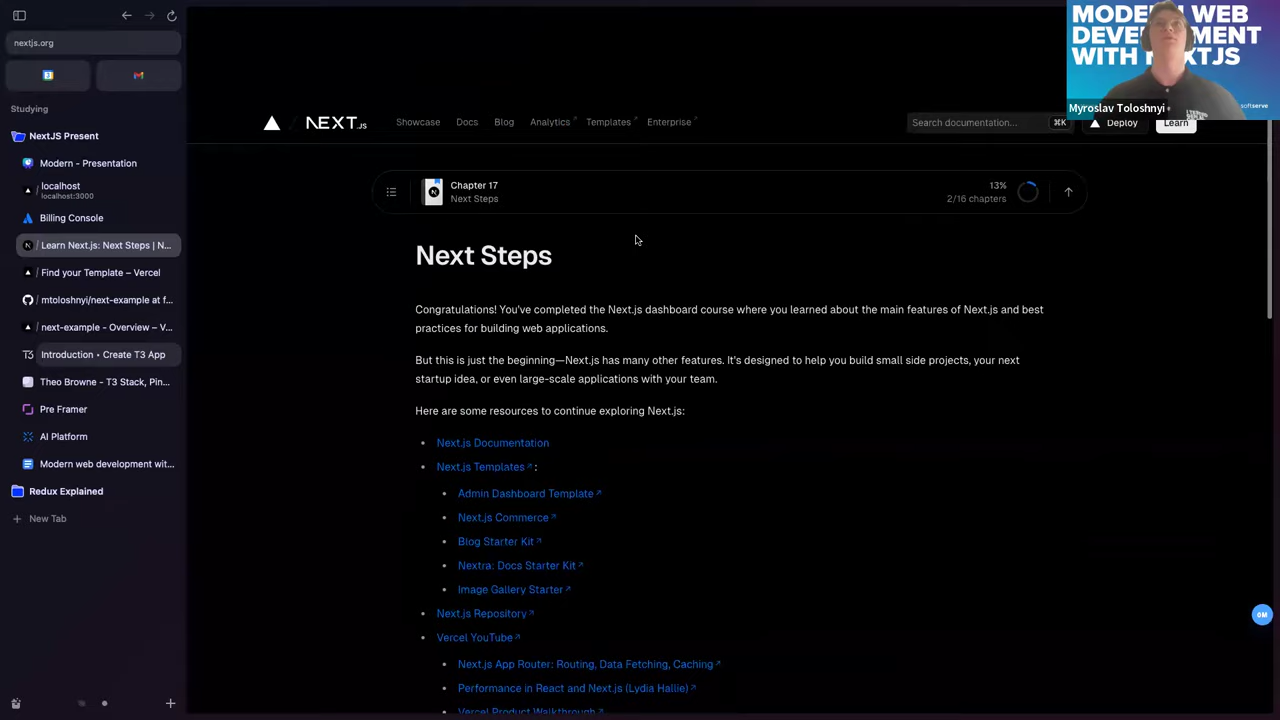 nextjs.org
Studying
NextJS Present
Modern - Presentation
localhost
localhost:3000
Billing Console
/ Learn Next.js: Next Steps | N...
/ Find your Template – Vercel
mtoloshnyi/next-example at f...
/ next-example - Overview – V...
T3 Introduction • Create T3 App
Theo Browne - T3 Stack, Pin...
Pre Framer
AI Platform
Modern web development wit...
Redux Explained
New Tab
NEXT.JS
Showcase
Docs
Blog
Analytics
Templates
Enterprise
Search documentation...
⌘K
Deploy
Learn
Chapter 17
Next Steps
13%
2/16 chapters
Next Steps
Congratulations! You've completed the Next.js dashboard course where you learned about the main features of Next.js and best
practices for building web applications.
But this is just the beginning—Next.js has many other features. It's designed to help you build small side projects, your next
startup idea, or even large-scale applications with your team.
Here are some resources to continue exploring Next.js:
• Next.js Documentation
• Next.js Templates :
• Admin Dashboard Template
• Next.js Commerce
• Blog Starter Kit
• Nextra: Docs Starter Kit
• Image Gallery Starter
• Next.js Repository
• Vercel YouTube
• Next.js App Router: Routing, Data Fetching, Caching
• Performance in React and Next.js (Lydia Hallie)
• Vercel Product Walkthrough
WEB
WITH
Myroslav Toloshnyi
softserve